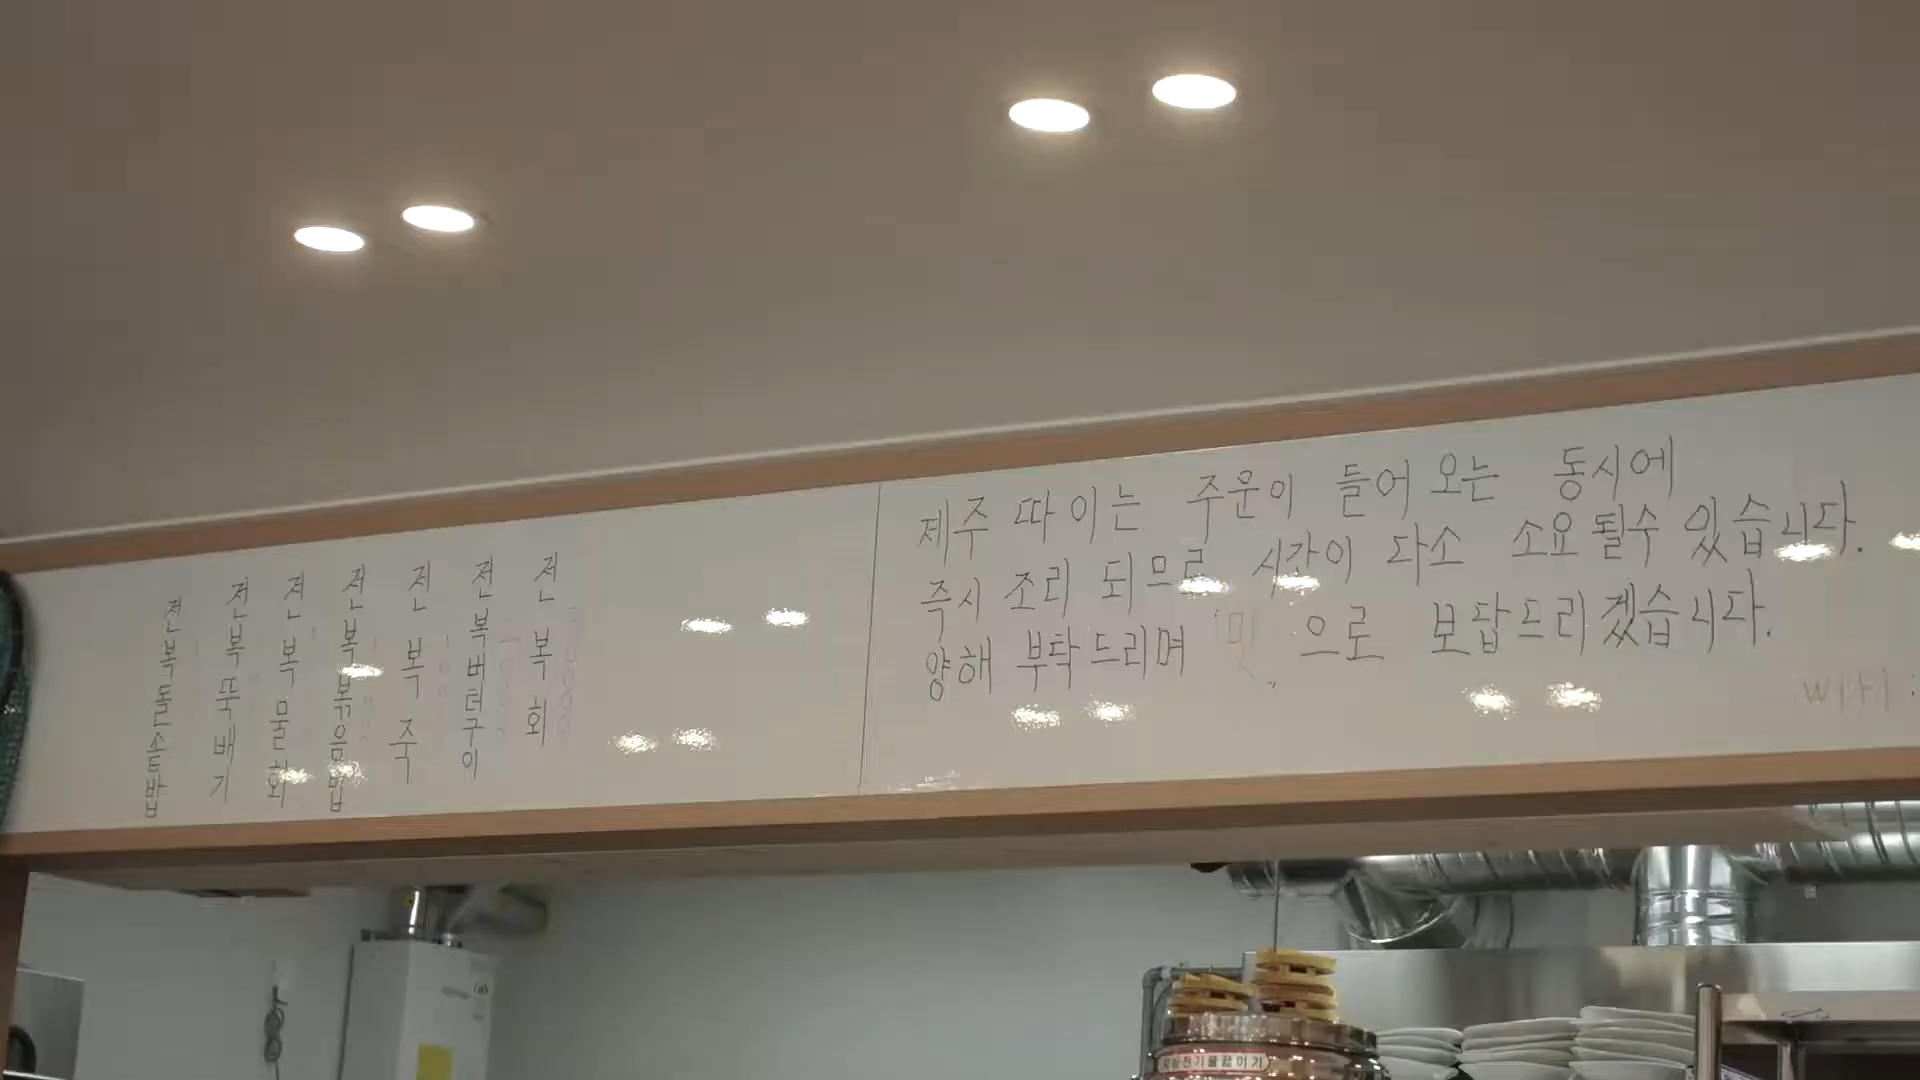 전복돌솥밥
전복뚝배기
전복물회
전복볶음밥
전복죽
전복버터구이
전복회
제주 따이는 주문이 들어오는 동시에
즉시 조리 되므로 시간이 다소 소요될수 있습니다.
양해 부탁드리며 "맛" 으로 보답드리겠습니다.
WIFI :